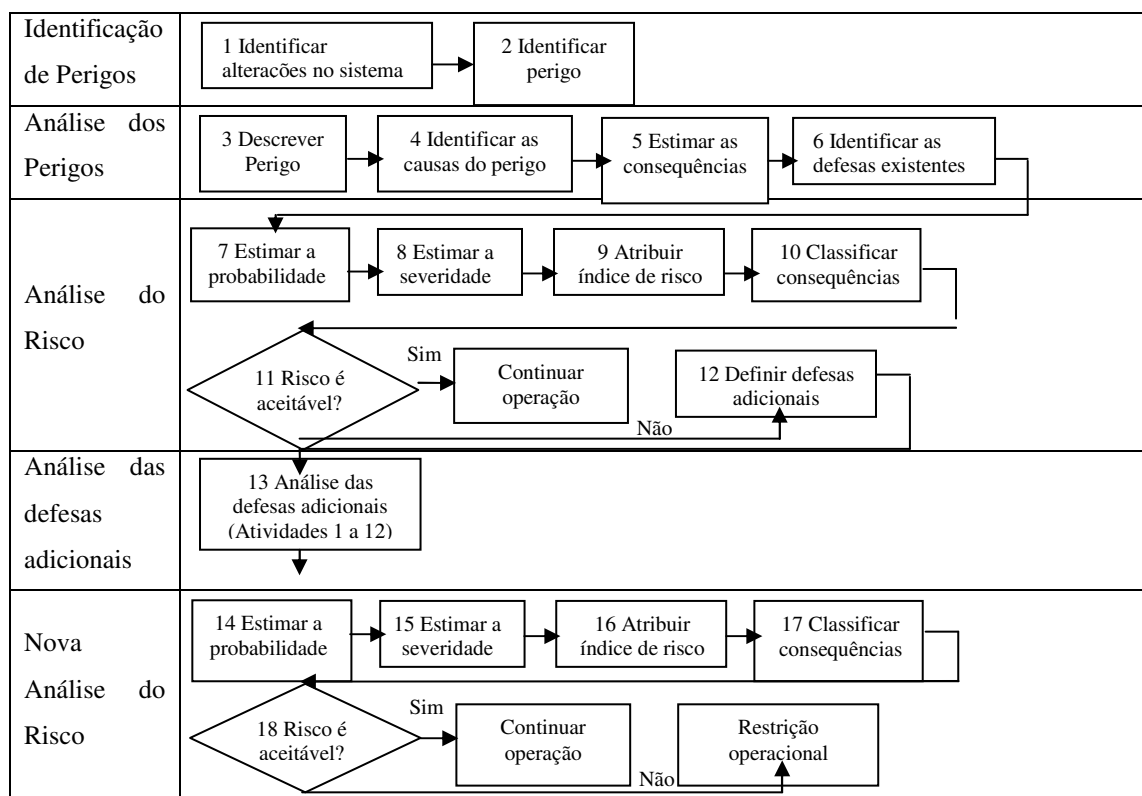 Identificação
de Perigos
1 Identificar
alterações no sistema
2 Identificar
perigo
Análise dos
Perigos
3 Descrever
Perigo
4 Identificar as
causas do perigo
5 Estimar as
consequências
6 Identificar as
defesas existentes
Análise do
Risco
7 Estimar a
probabilidade
8 Estimar a
severidade
9 Atribuir
índice de risco
10 Classificar
consequências
11 Risco é
aceitável?
Sim
Continuar
operação
12 Definir defesas
adicionais
Não
Análise das
defesas
adicionais
13 Análise das
defesas adicionais
(Atividades 1 a 12)
Nova
Análise do
Risco
14 Estimar a
probabilidade
15 Estimar a
severidade
16 Atribuir
índice de risco
17 Classificar
consequências
18 Risco é
aceitável?
Sim
Continuar
operação
Não
Restrição
operacional